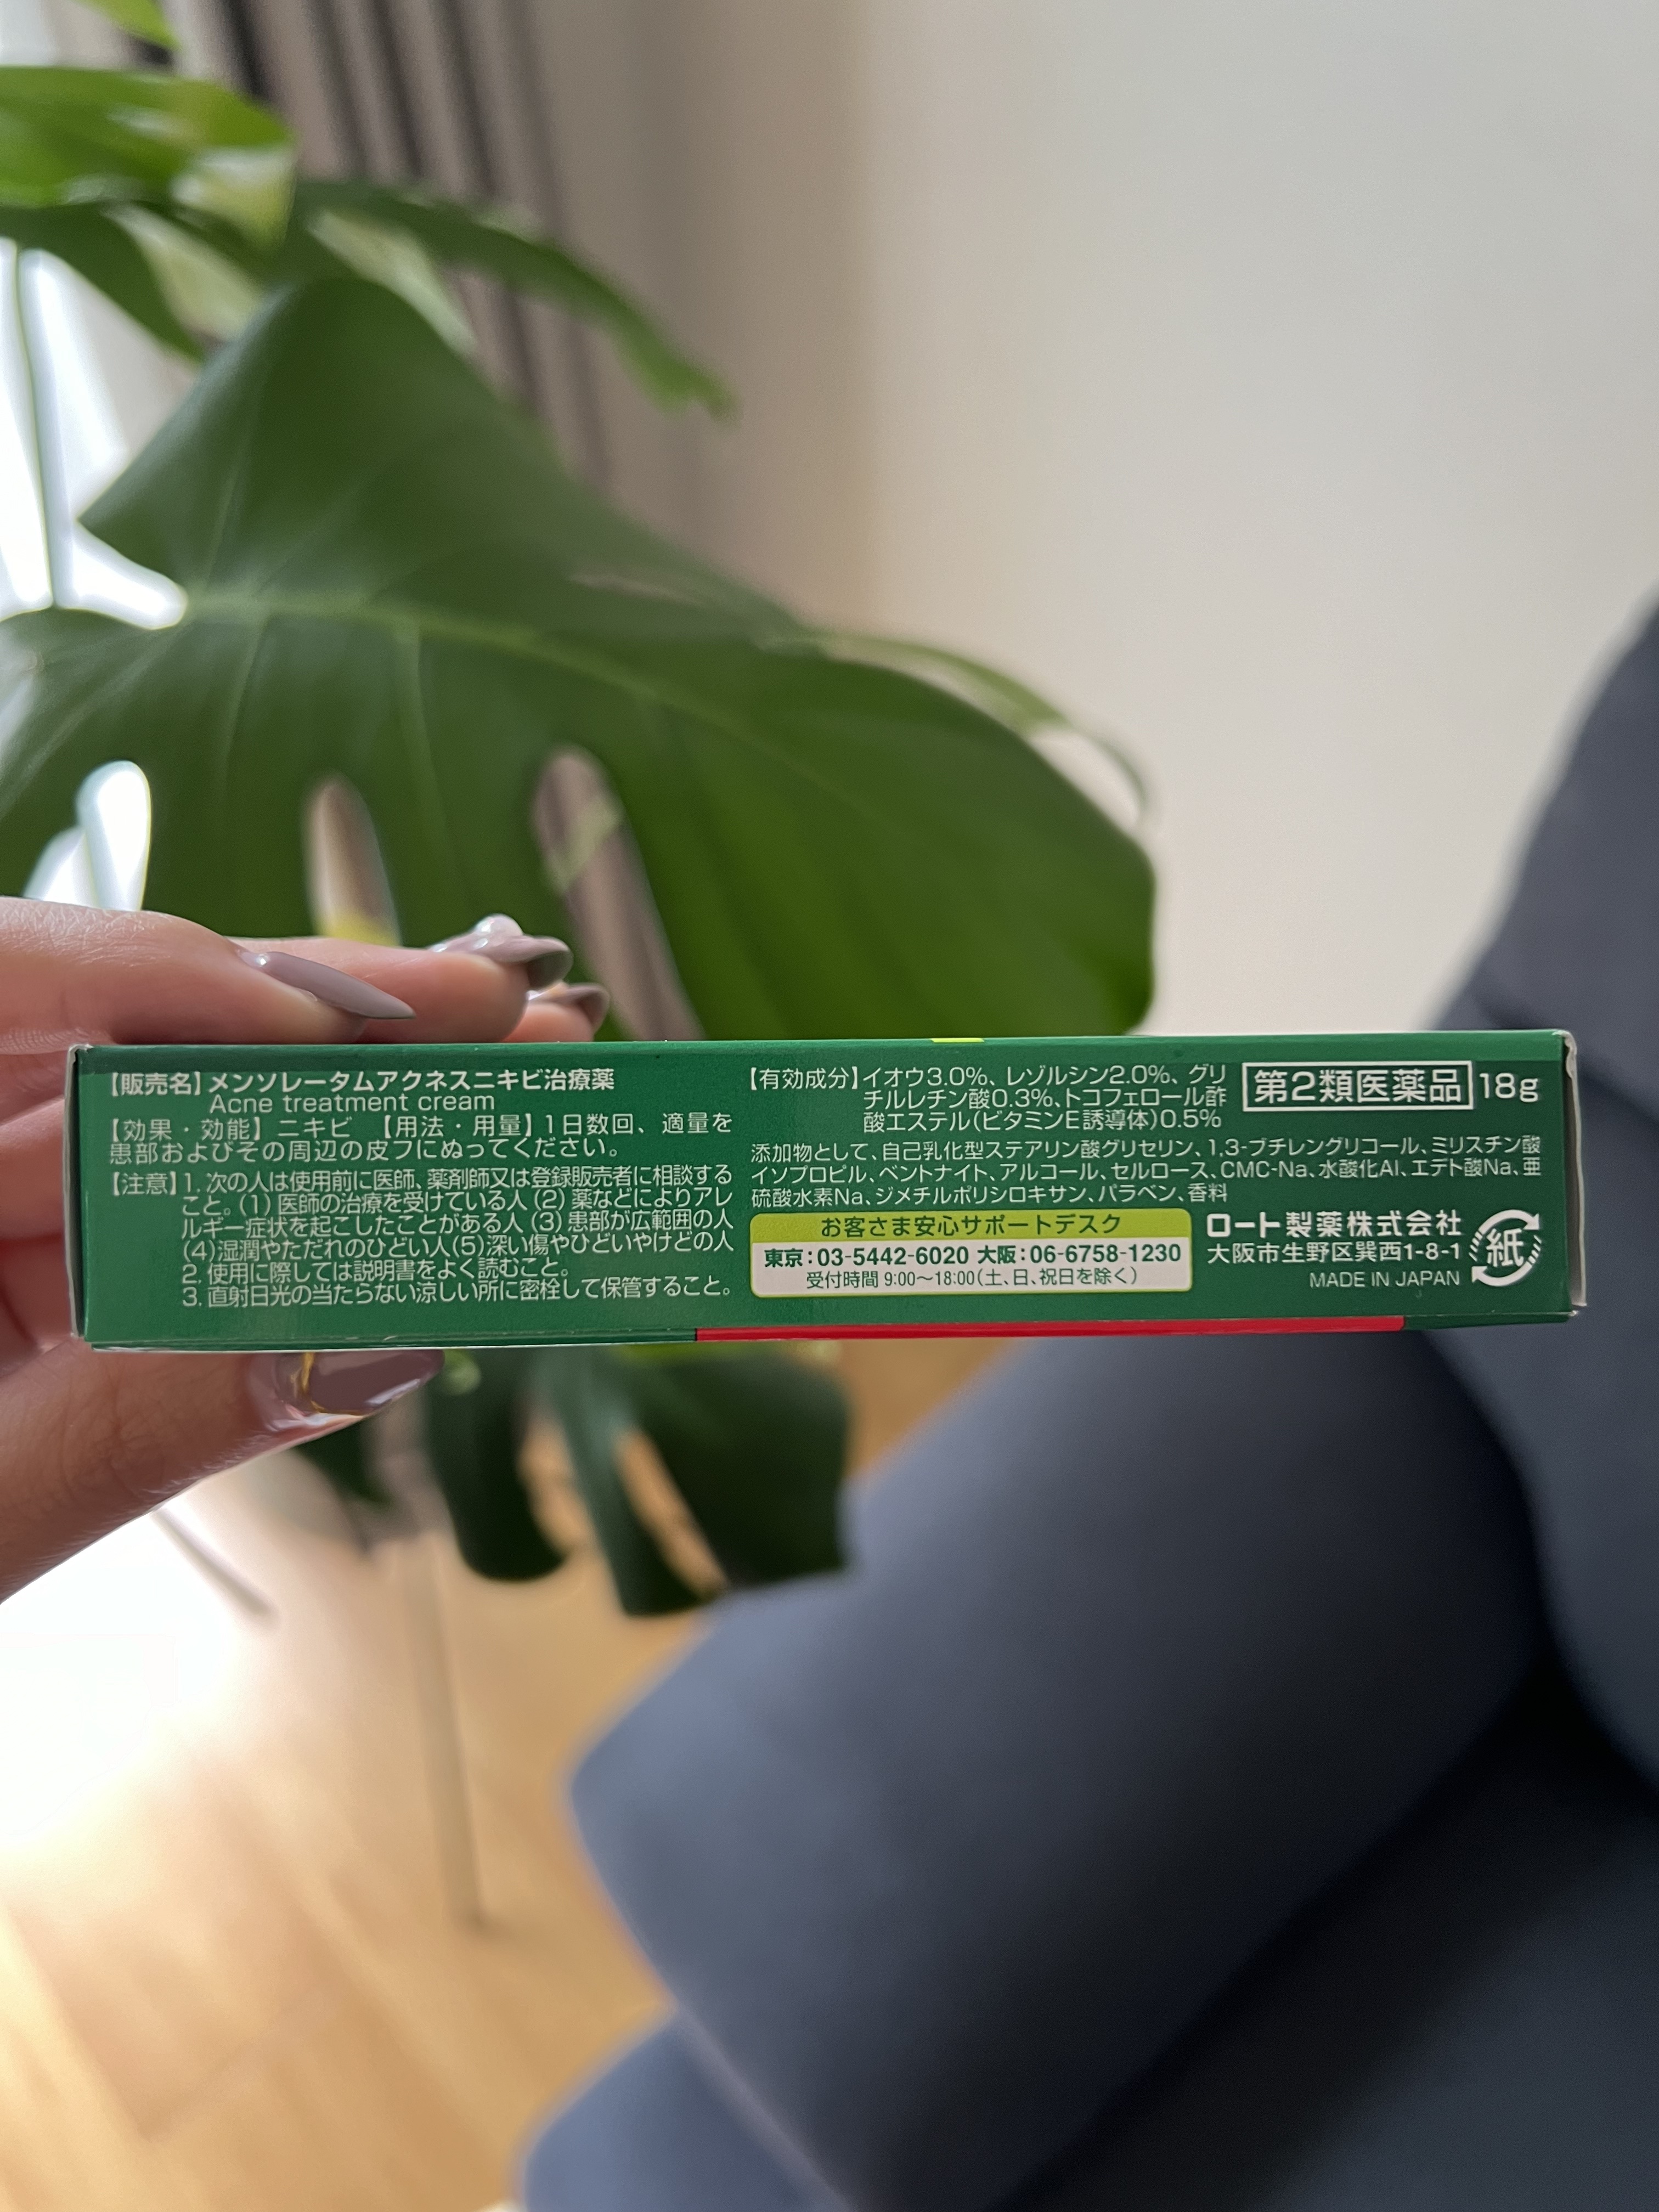 【販売名】メンソレータムアクネスニキビ治療薬
Acne treatment cream
【効果・効能】ニキビ 【用法・用量】1日数回、適量を
患部およびその周辺の皮フにぬってください。
【注意】1. 次の人は使用前に医師、薬剤師又は登録販売者に相談する
こと。(1) 医師の治療を受けている人 (2) 薬などによりアレ
ルギー症状を起こしたことがある人 (3) 患部が広範囲の人
(4)湿潤やただれのひどい人(5)深い傷やひどいやけどの人
2. 使用に際しては説明書をよく読むこと。
3. 直射日光の当たらない涼しい所に密栓して保管すること。
【有効成分】イオウ3.0%、レゾルシン2.0%、グリ
チルレチン酸0.3%、トコフェロール酢
酸エステル(ビタミンE誘導体)0.5%
第2類医薬品 18g
添加物として、自己乳化型ステアリン酸グリセリン、1,3-ブチレングリコール、ミリスチン酸
イソプロピル、ベントナイト、アルコール、セルロース、CMC-Na、水酸化Al、エデト酸Na、亜
硫酸水素Na、ジメチルポリシロキサン、パラベン、香料
お客さま安心サポートデスク
東京:03-5442-6020 大阪:06-6758-1230
受付時間 9:00〜18:00(土、日、祝日を除く)
ロート製薬株式会社
大阪市生野区巽西1-8-1
MADE IN JAPAN
紙